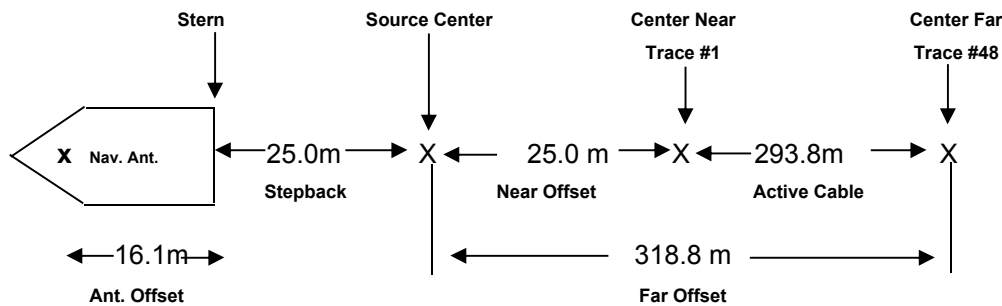 Stern
Source Center
Center Near
Trace #1
Center Far
Trace #48
X Nav. Ant.
25.0m
X
25.0 m
X
293.8m
X
Stepback
Near Offset
Active Cable
16.1m
318.8 m
Ant. Offset
Far Offset